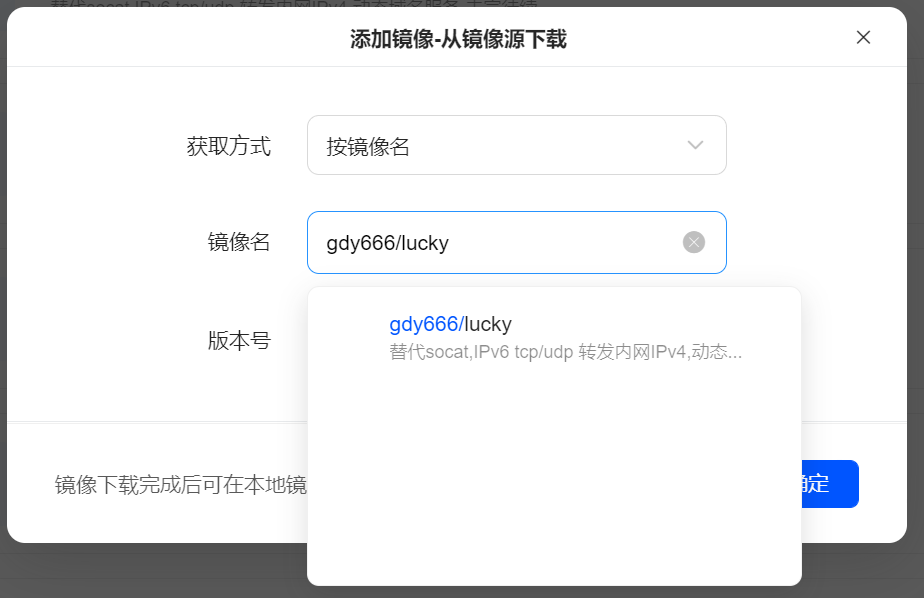 添加镜像-从镜像源下载
获取方式
按镜像名
镜像名
gdy666/lucky
gdy666/lucky
替代socat,IPv6 tcp/udp 转发内网IPv4,动态...
版本号
镜像下载完成后可在本地镜
确定